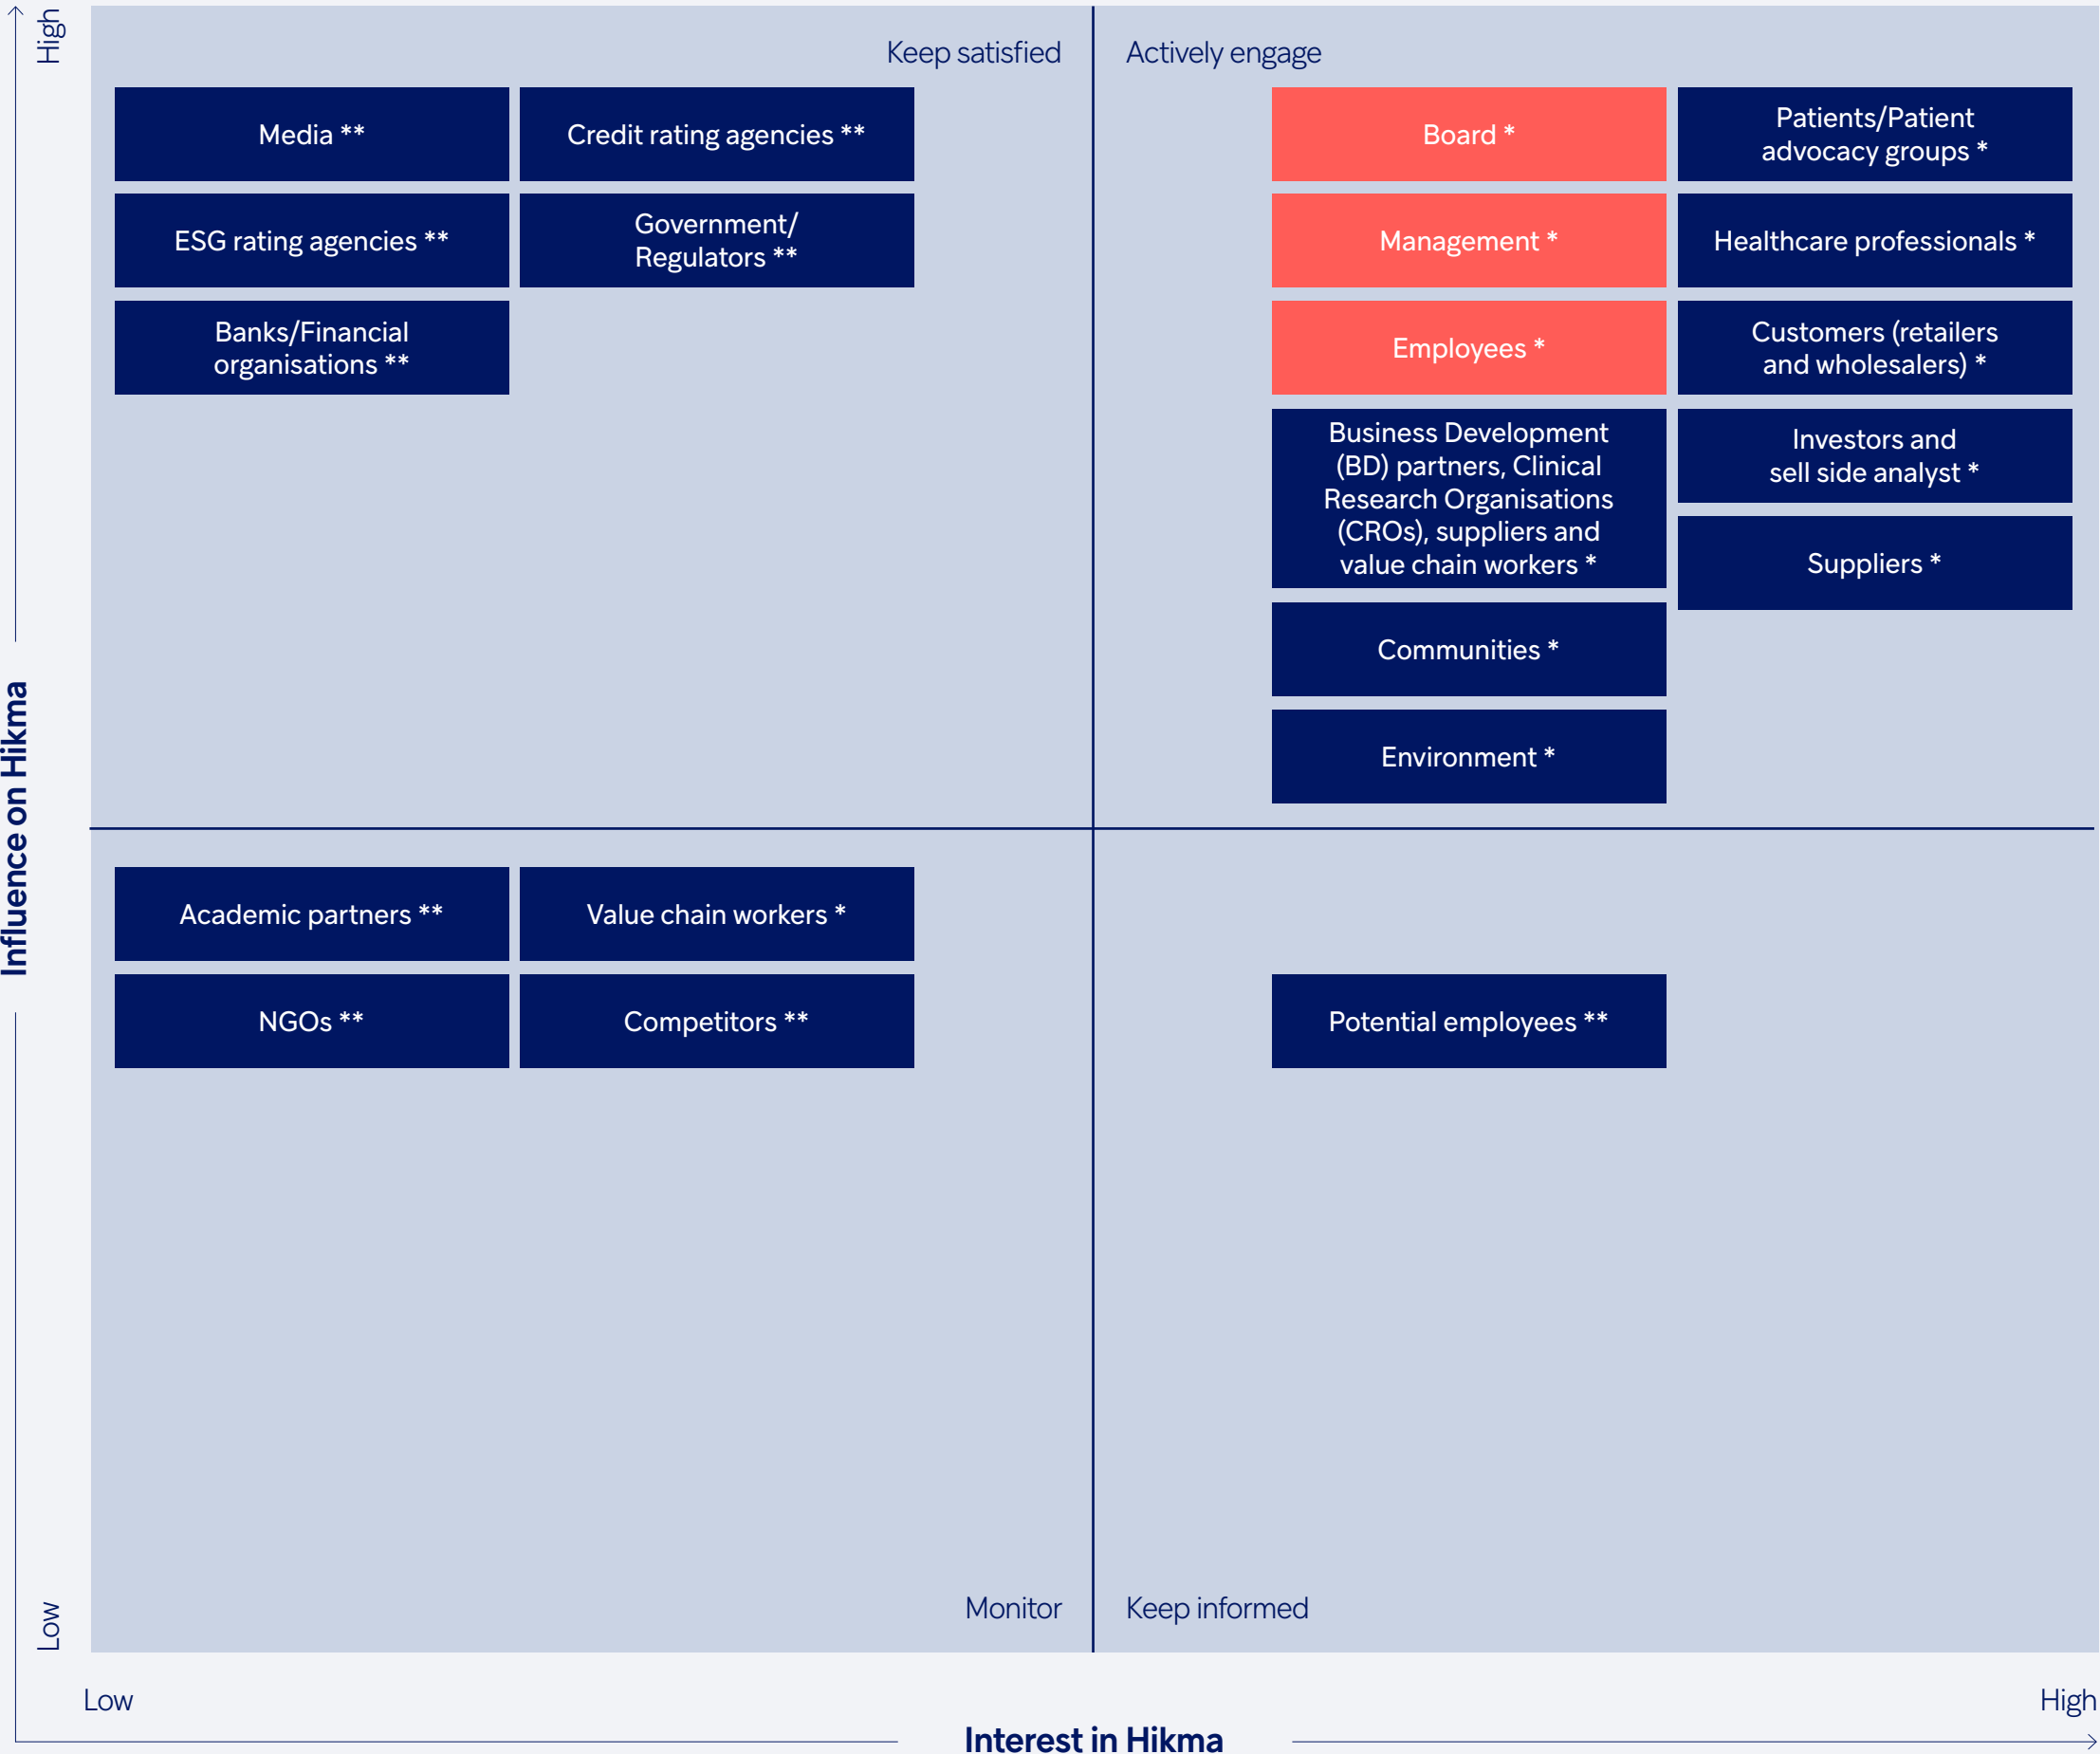 High
Keep satisfied
Media **
Credit rating agencies **
ESG rating agencies **
Government/
Regulators **
Banks/Financial
organisations **
Actively engage
Board *
Patients/Patient
advocacy groups *
Management *
Healthcare professionals *
Employees *
Customers (retailers
and wholesalers) *
Business Development
(BD) partners, Clinical
Research Organisations
(CROs), suppliers and
value chain workers *
Investors and
sell side analyst *
Suppliers *
Communities *
Environment *
Influence on Hikma
Academic partners **
Value chain workers *
NGOs **
Competitors **
Monitor
Potential employees **
Keep informed
Low
Low
Interest in Hikma
High